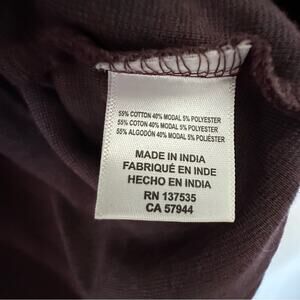 55% COTTON 40% MODAL 5% POLYESTER
55% COTON 40% MODAL 5% POLYESTER
55% ALGODÓN 40% MODAL 5% POLIÉSTER
MADE IN INDIA
FABRIQUÉ EN INDE
HECHO EN INDIA
RN 137535
CA 57944